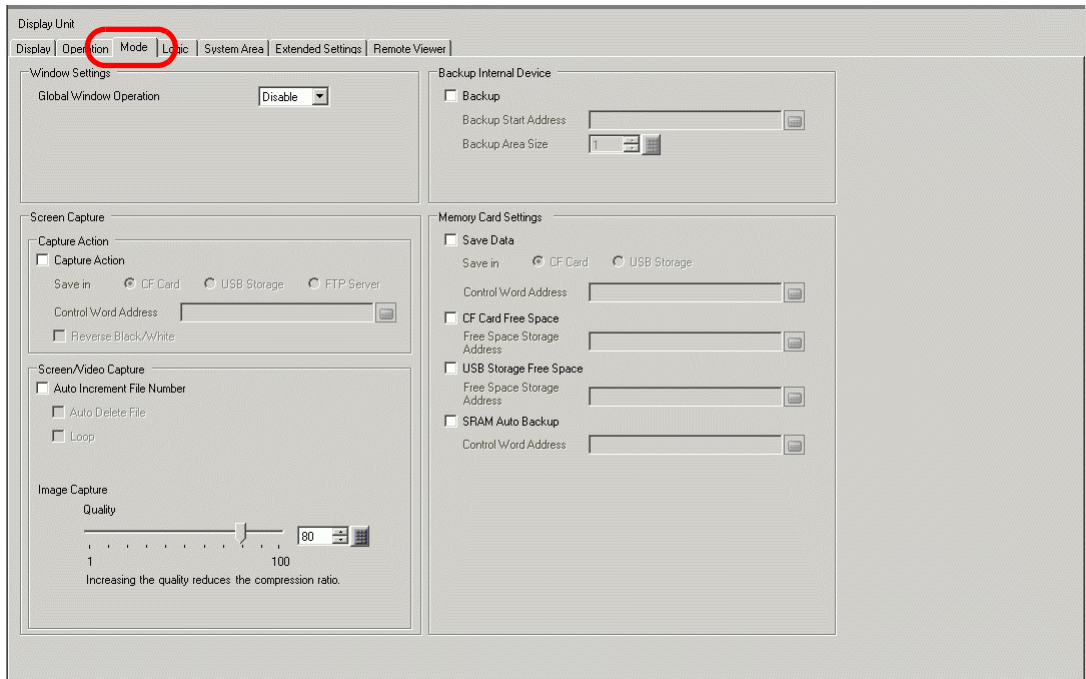 Display Unit
Display Operation Mode Logic System Area Extended Settings Remote Viewer
Window Settings
Global Window Operation Disable
Backup Internal Device
Backup
Backup Start Address
Backup Area Size 1
Screen Capture
Capture Action
Capture Action
Save in CF Card USB Storage FTP Server
Control Word Address
Reverse Black/White
Screen/Video Capture
Auto Increment File Number
Auto Delete File
Loop
Image Capture
Quality
80
1 100
Increasing the quality reduces the compression ratio.
Memory Card Settings
Save Data
Save in CF Card USB Storage
Control Word Address
CF Card Free Space
Free Space Storage
Address
USB Storage Free Space
Free Space Storage
Address
SRAM Auto Backup
Control Word Address